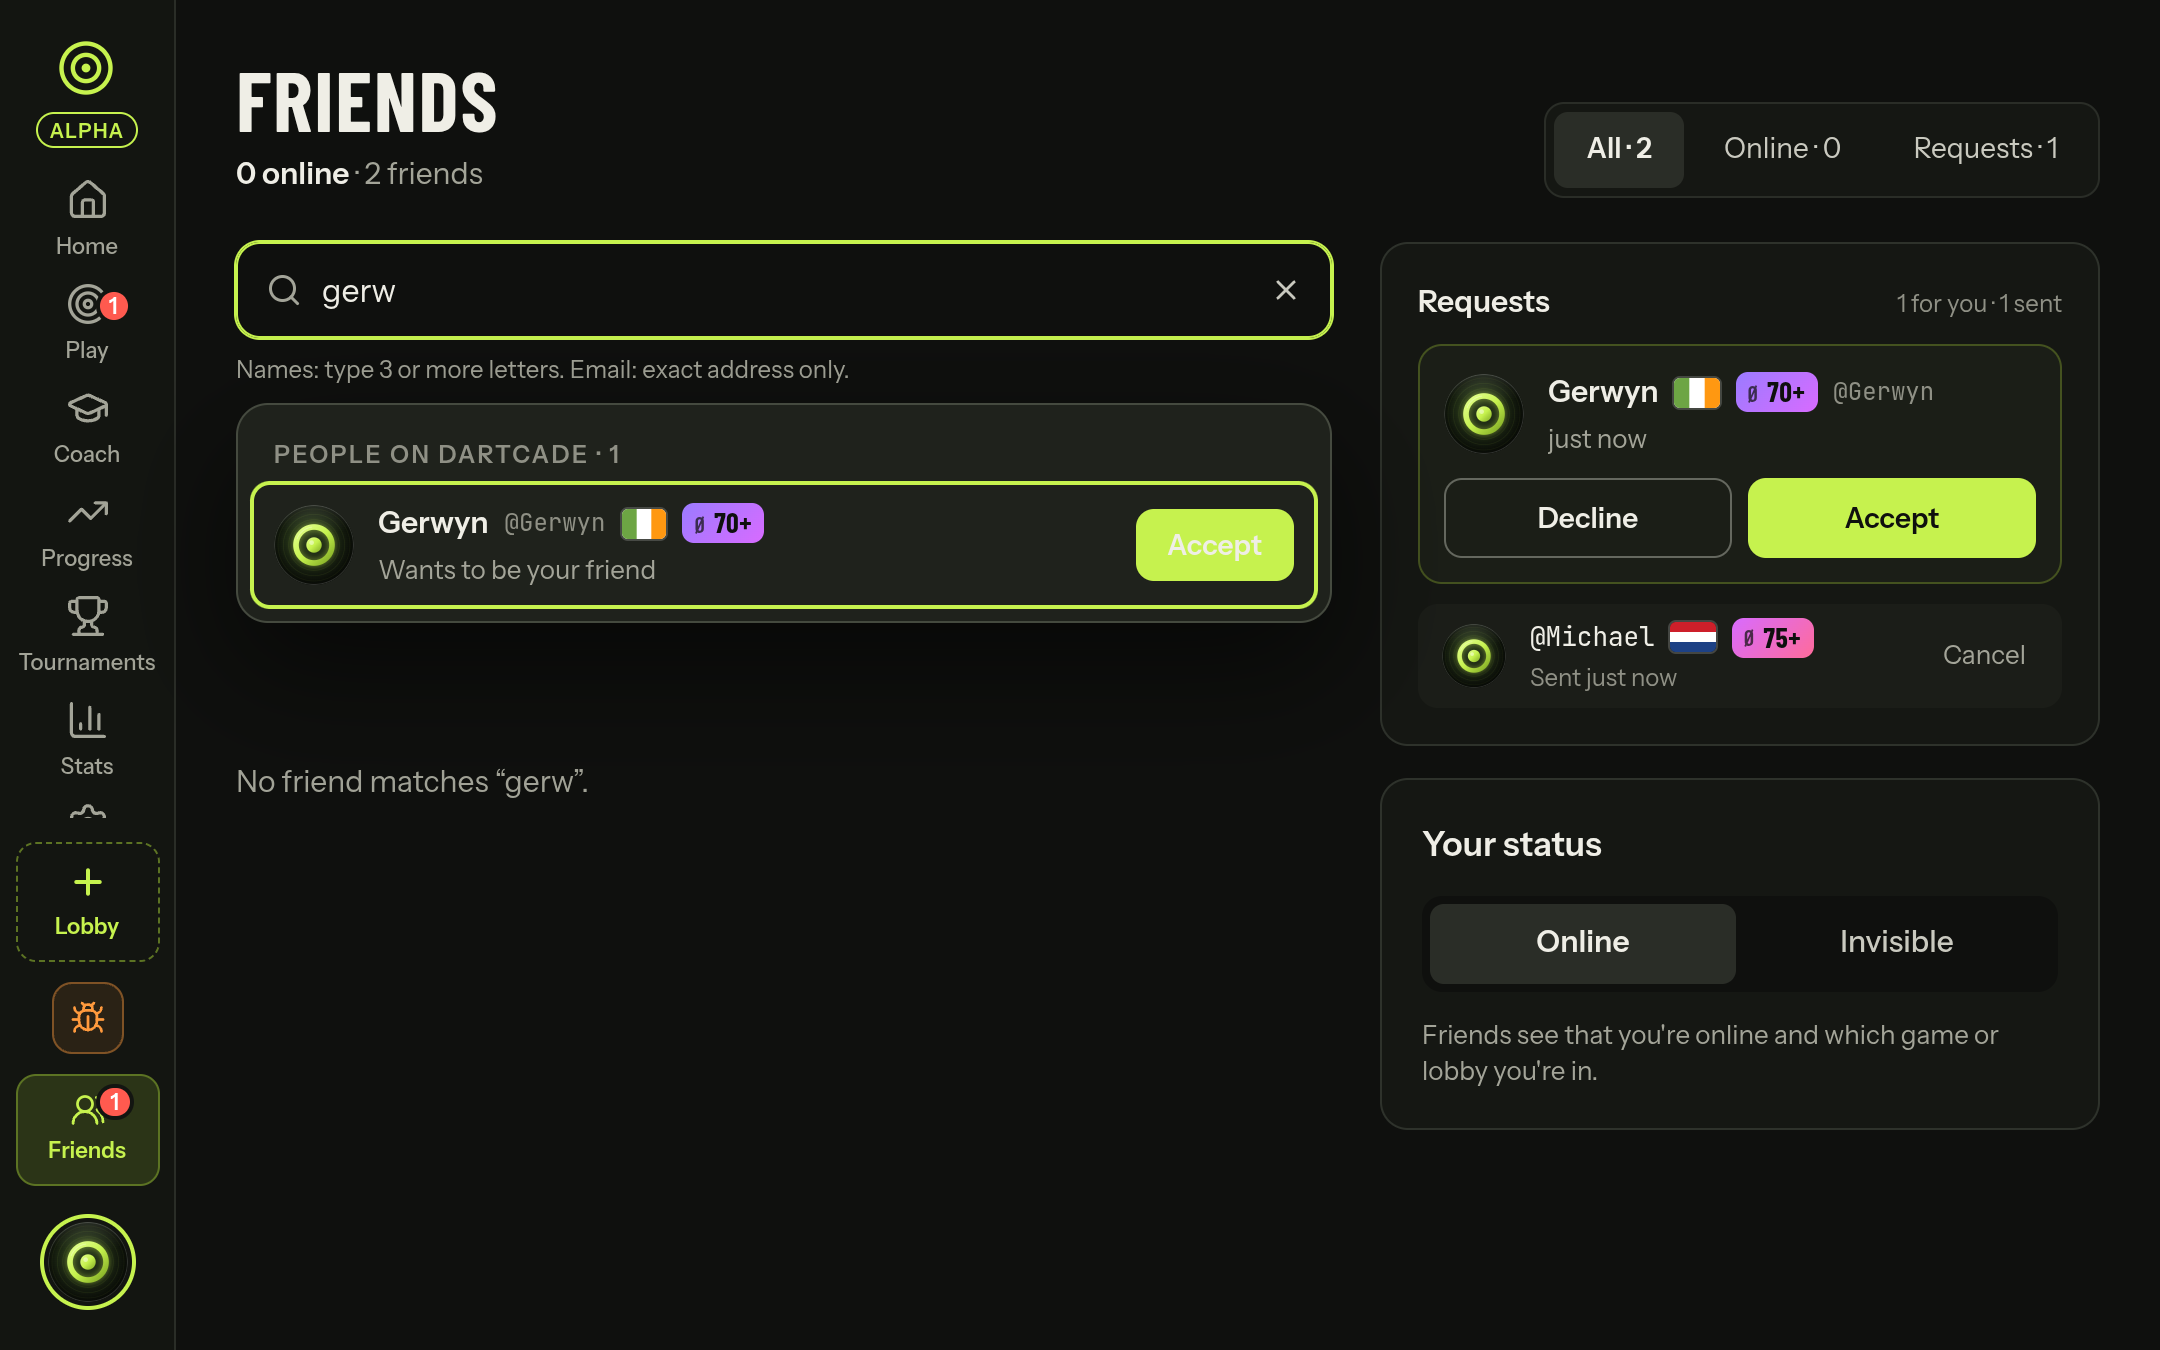 ALPHA
Home
1
Play
Coach
Progress
Tournaments
Stats
Lobby
1
Friends
FRIENDS
0 online · 2 friends
All · 2
Online · 0
Requests · 1
gerw
Names: type 3 or more letters. Email: exact address only.
PEOPLE ON DARTCADE · 1
Gerwyn @Gerwyn Ø 70+
Wants to be your friend
Accept
No friend matches “gerw”.
Requests
1 for you · 1 sent
Gerwyn Ø 70+ @Gerwyn
just now
Decline
Accept
@Michael Ø 75+
Sent just now
Cancel
Your status
Online
Invisible
Friends see that you're online and which game or
lobby you're in.